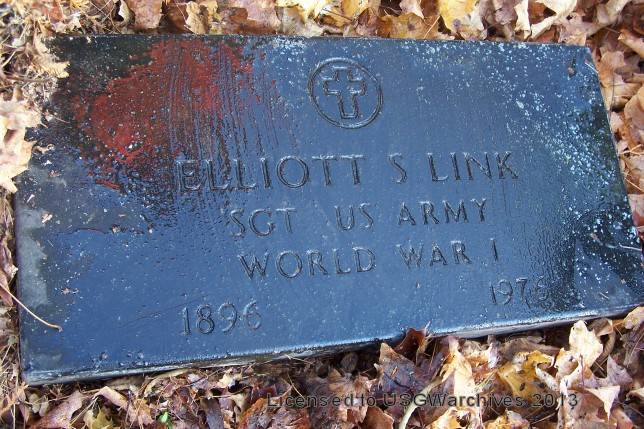 ELLIOTT S LINK
SGT US ARMY
WORLD WAR I
1896
Licensed to USGWarchives 2013